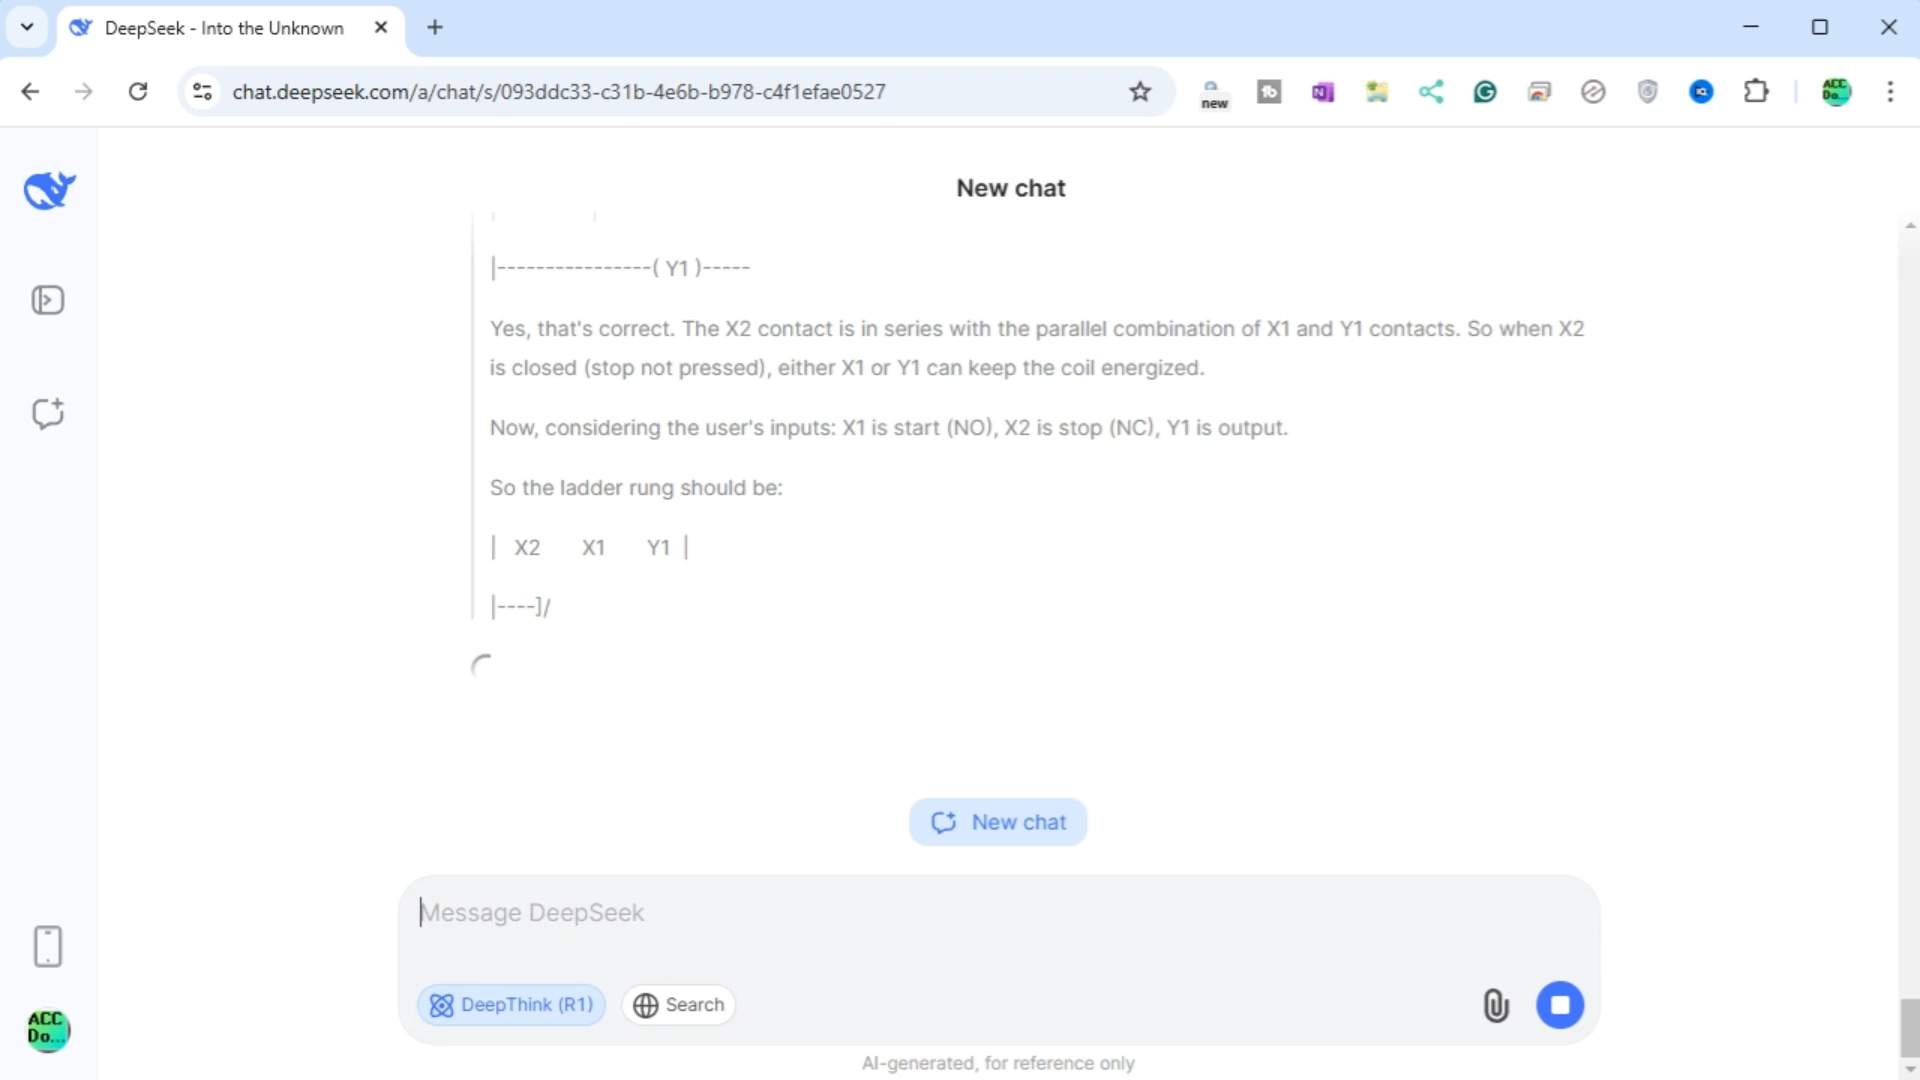 DeepSeek - Into the Unknown
chat.deepseek.com/a/chat/s/093ddc33-c31b-4e6b-b978-c4f1efae0527
new
ACC
Do...
New chat
|----------------( Y1 )-----
Yes, that's correct. The X2 contact is in series with the parallel combination of X1 and Y1 contacts. So when X2
is closed (stop not pressed), either X1 or Y1 can keep the coil energized.
Now, considering the user's inputs: X1 is start (NO), X2 is stop (NC), Y1 is output.
So the ladder rung should be:
| X2 X1 Y1 |
|----]/
New chat
Message DeepSeek
DeepThink (R1)
Search
ACC
Do...
AI-generated, for reference only